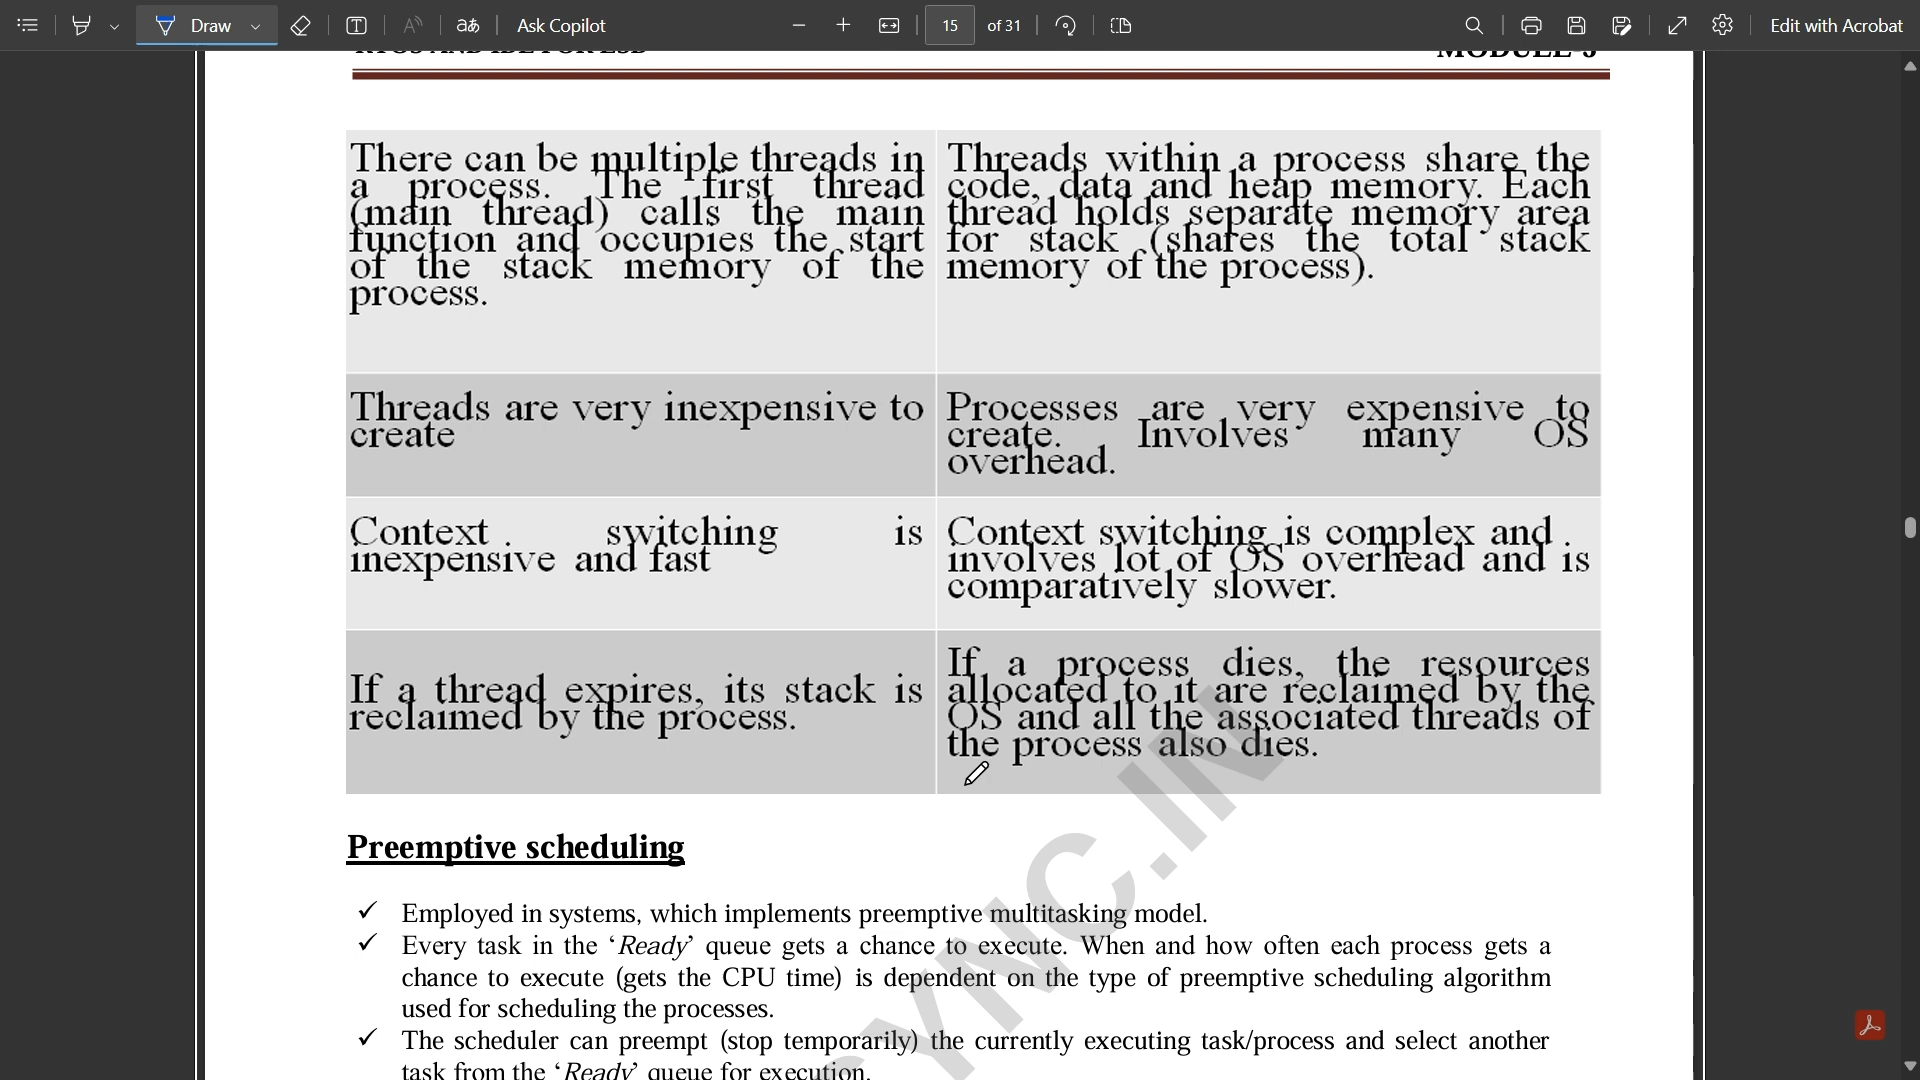 Draw
Ask Copilot
15 of 31
Edit with Acrobat
There can be multiple threads in
a process. The first thread
(main thread) calls the main
function and occupies the start
of the stack memory of the
process.
Threads within a process share the
code, data and heap memory. Each
thread holds separate memory area
for stack (shares the total stack
memory of the process).
Threads are very inexpensive to
create
Processes are very expensive to
create. Involves many OS
overhead.
Context switching is
inexpensive and fast
Context switching is complex and
involves lot of OS overhead and is
comparatively slower.
If a thread expires, its stack is
reclaimed by the process.
If a process dies, the resources
allocated to it are reclaimed by the
OS and all the associated threads of
the process also dies.
Preemptive scheduling
✓ Employed in systems, which implements preemptive multitasking model.
✓ Every task in the ‘Ready’ queue gets a chance to execute. When and how often each process gets a
chance to execute (gets the CPU time) is dependent on the type of preemptive scheduling algorithm
used for scheduling the processes.
✓ The scheduler can preempt (stop temporarily) the currently executing task/process and select another
task from the ‘Ready’ queue for execution.
YNC.IN